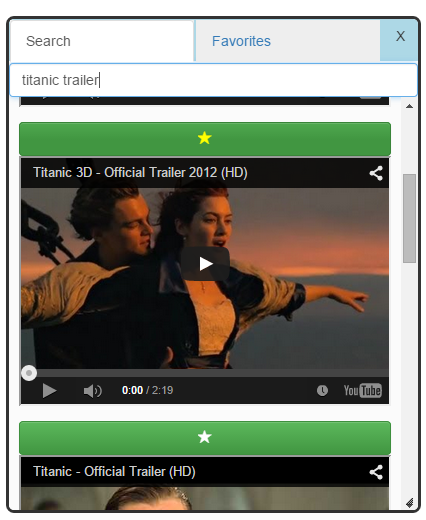 Search
Favorites
X
titanic trailer
Titanic 3D - Official Trailer 2012 (HD)
0:00 / 2:19
YouTube
Titanic - Official Trailer (HD)